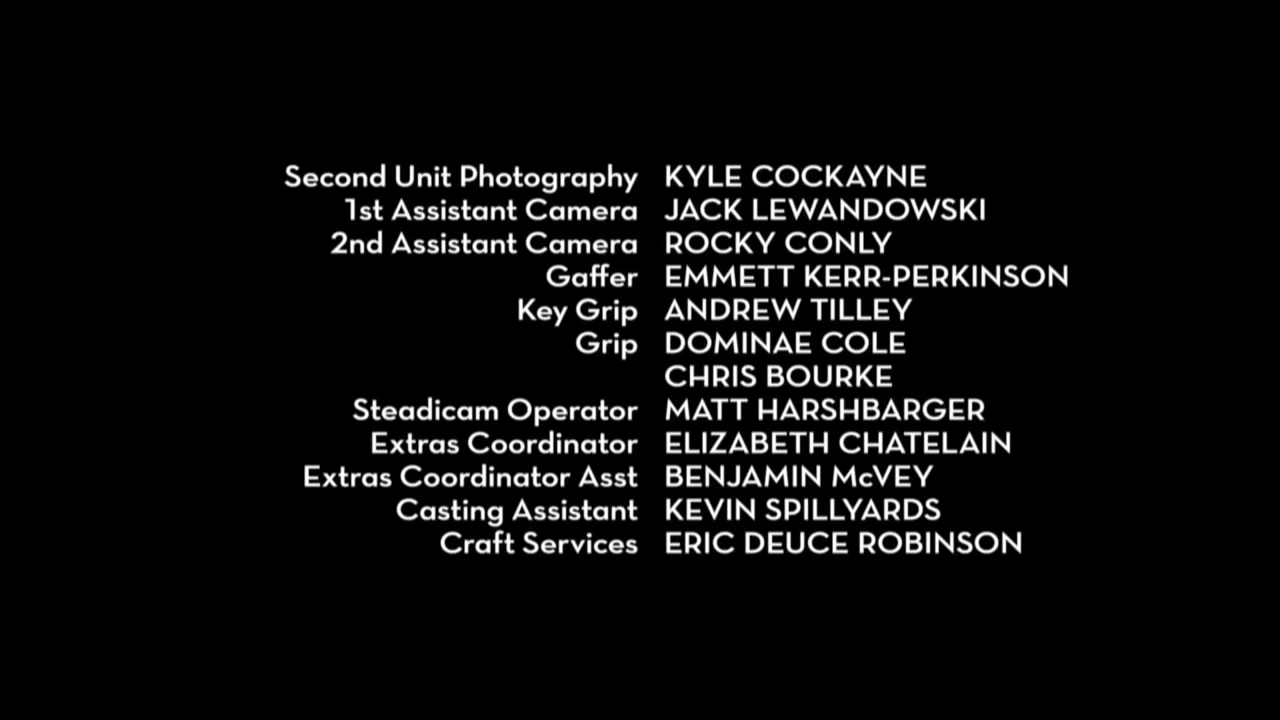 Second Unit Photography KYLE COCKAYNE
1st Assistant Camera JACK LEWANDOWSKI
2nd Assistant Camera ROCKY CONLY
Gaffer EMMETT KERR-PERKINSON
Key Grip ANDREW TILLEY
Grip DOMINAE COLE
CHRIS BOURKE
Steadicam Operator MATT HARSHBARGER
Extras Coordinator ELIZABETH CHATELAIN
Extras Coordinator Asst BENJAMIN McVEY
Casting Assistant KEVIN SPILLYARDS
Craft Services ERIC DEUCE ROBINSON